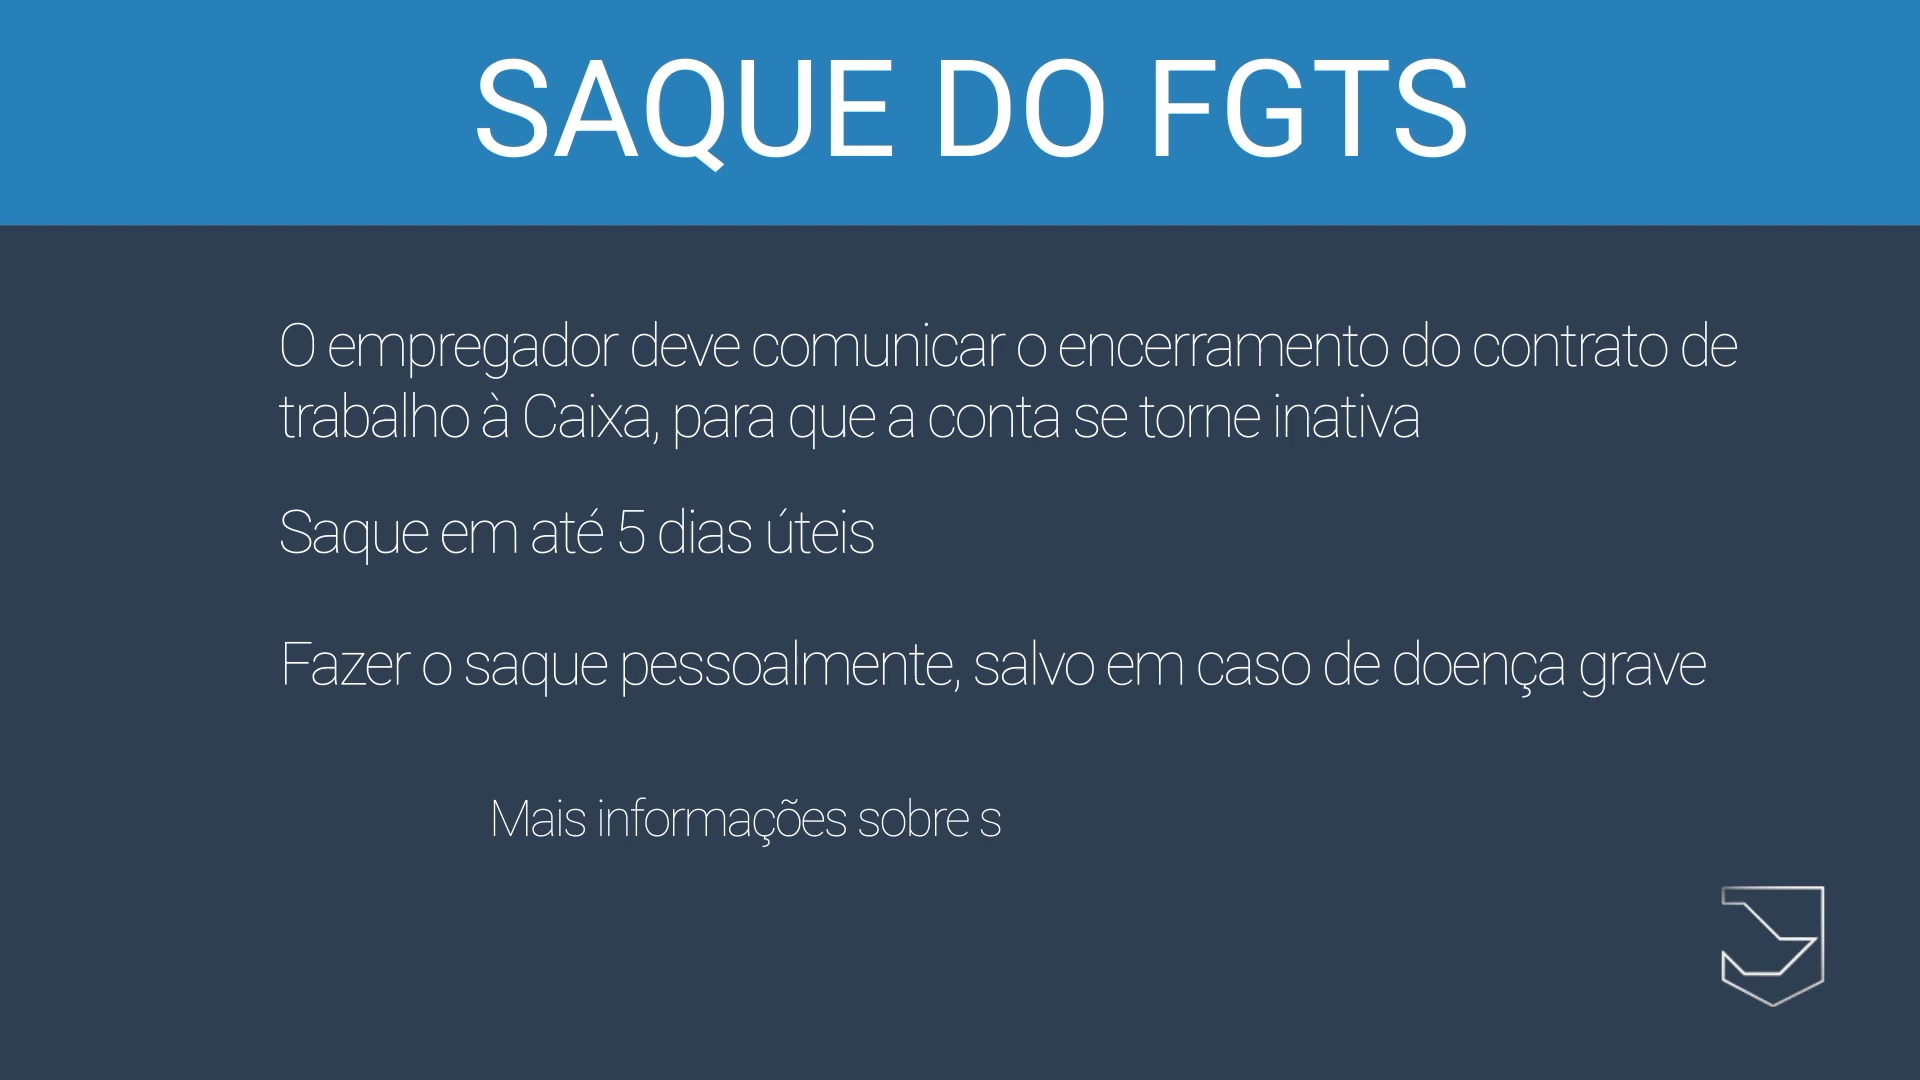 SAQUE DO FGTS
O empregador deve comunicar o encerramento do contrato de
trabalho à Caixa, para que a conta se torne inativa
Saque em até 5 dias úteis
Fazer o saque pessoalmente, salvo em caso de doença grave
Mais informações sobre s